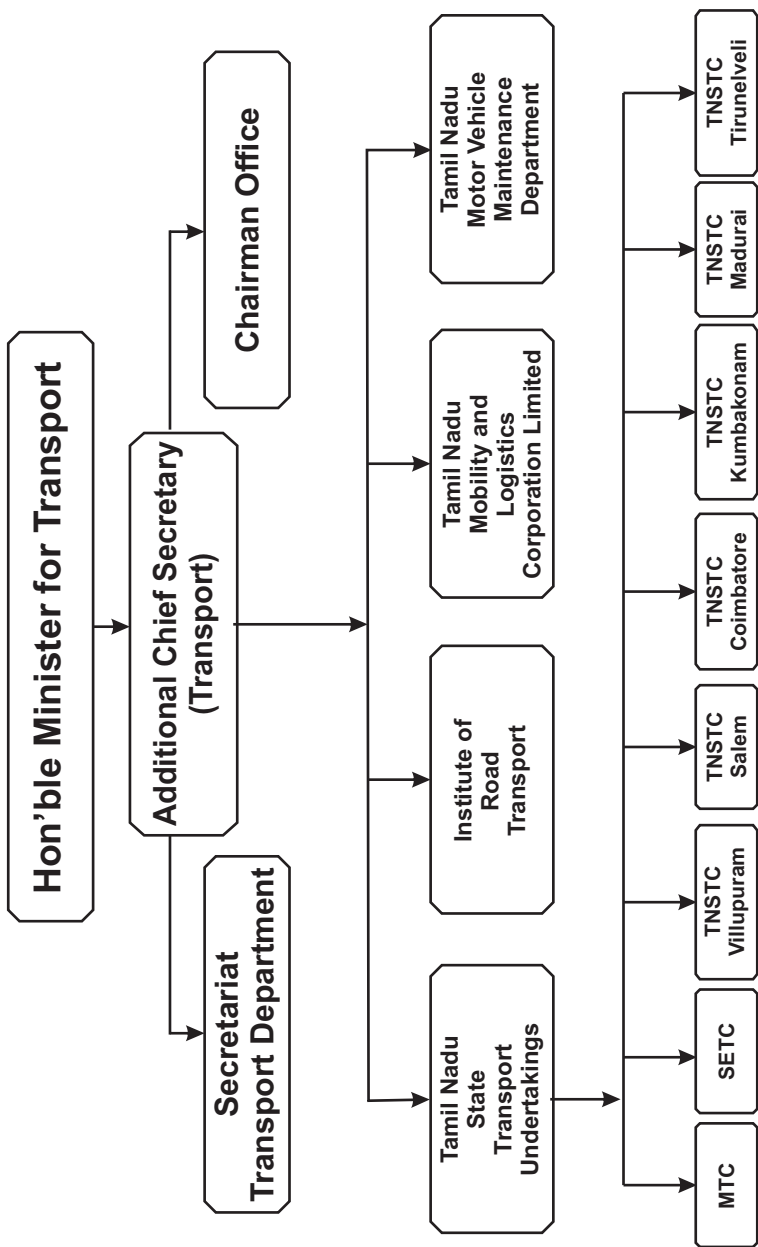 Hon'ble Minister for Transport
Additional Chief Secretary
(Transport)
Secretariat
Transport Department
Chairman Office
Tamil Nadu
State
Transport
Undertakings
Institute of
Road
Transport
Tamil Nadu
Mobility and
Logistics
Corporation Limited
Tamil Nadu
Motor Vehicle
Maintenance
Department
MTC
SETC
TNSTC
Villupuram
TNSTC
Salem
TNSTC
Coimbatore
TNSTC
Kumbakonam
TNSTC
Madurai
TNSTC
Tirunelveli